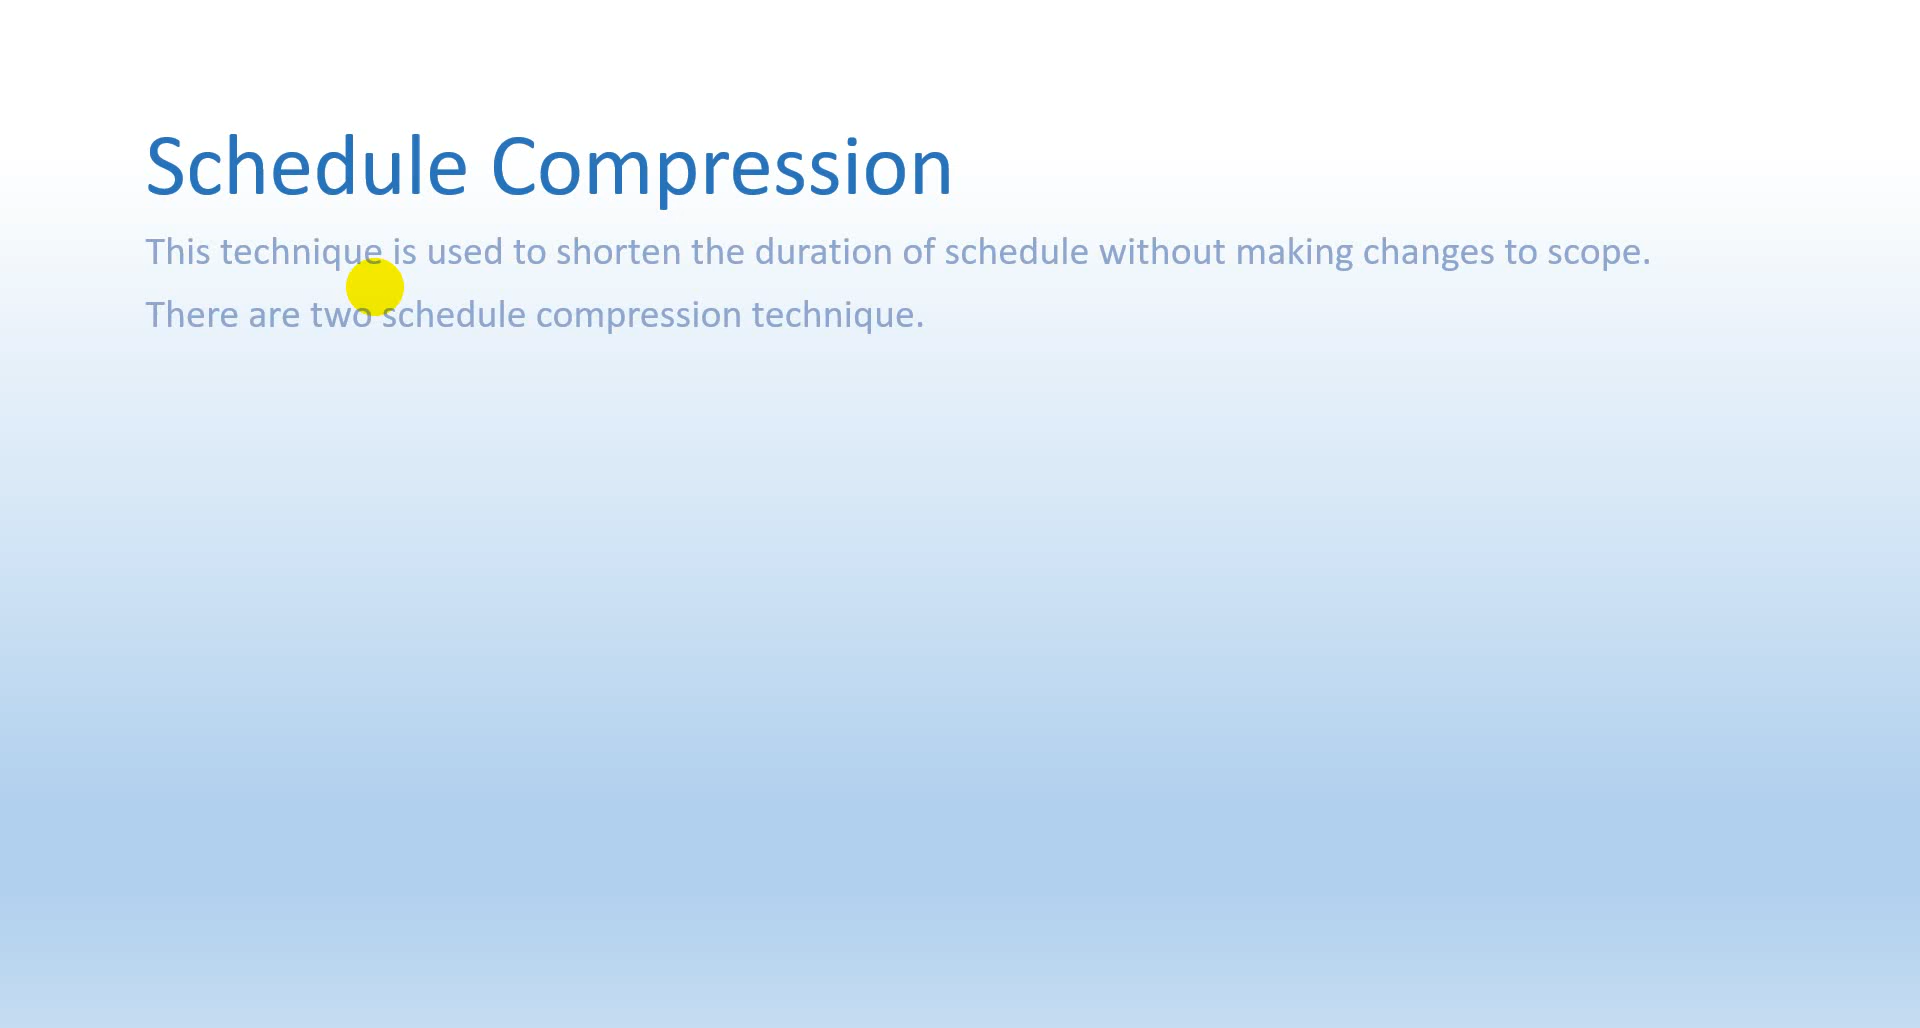 Schedule Compression
This technique is used to shorten the duration of schedule without making changes to scope.
There are two schedule compression technique.